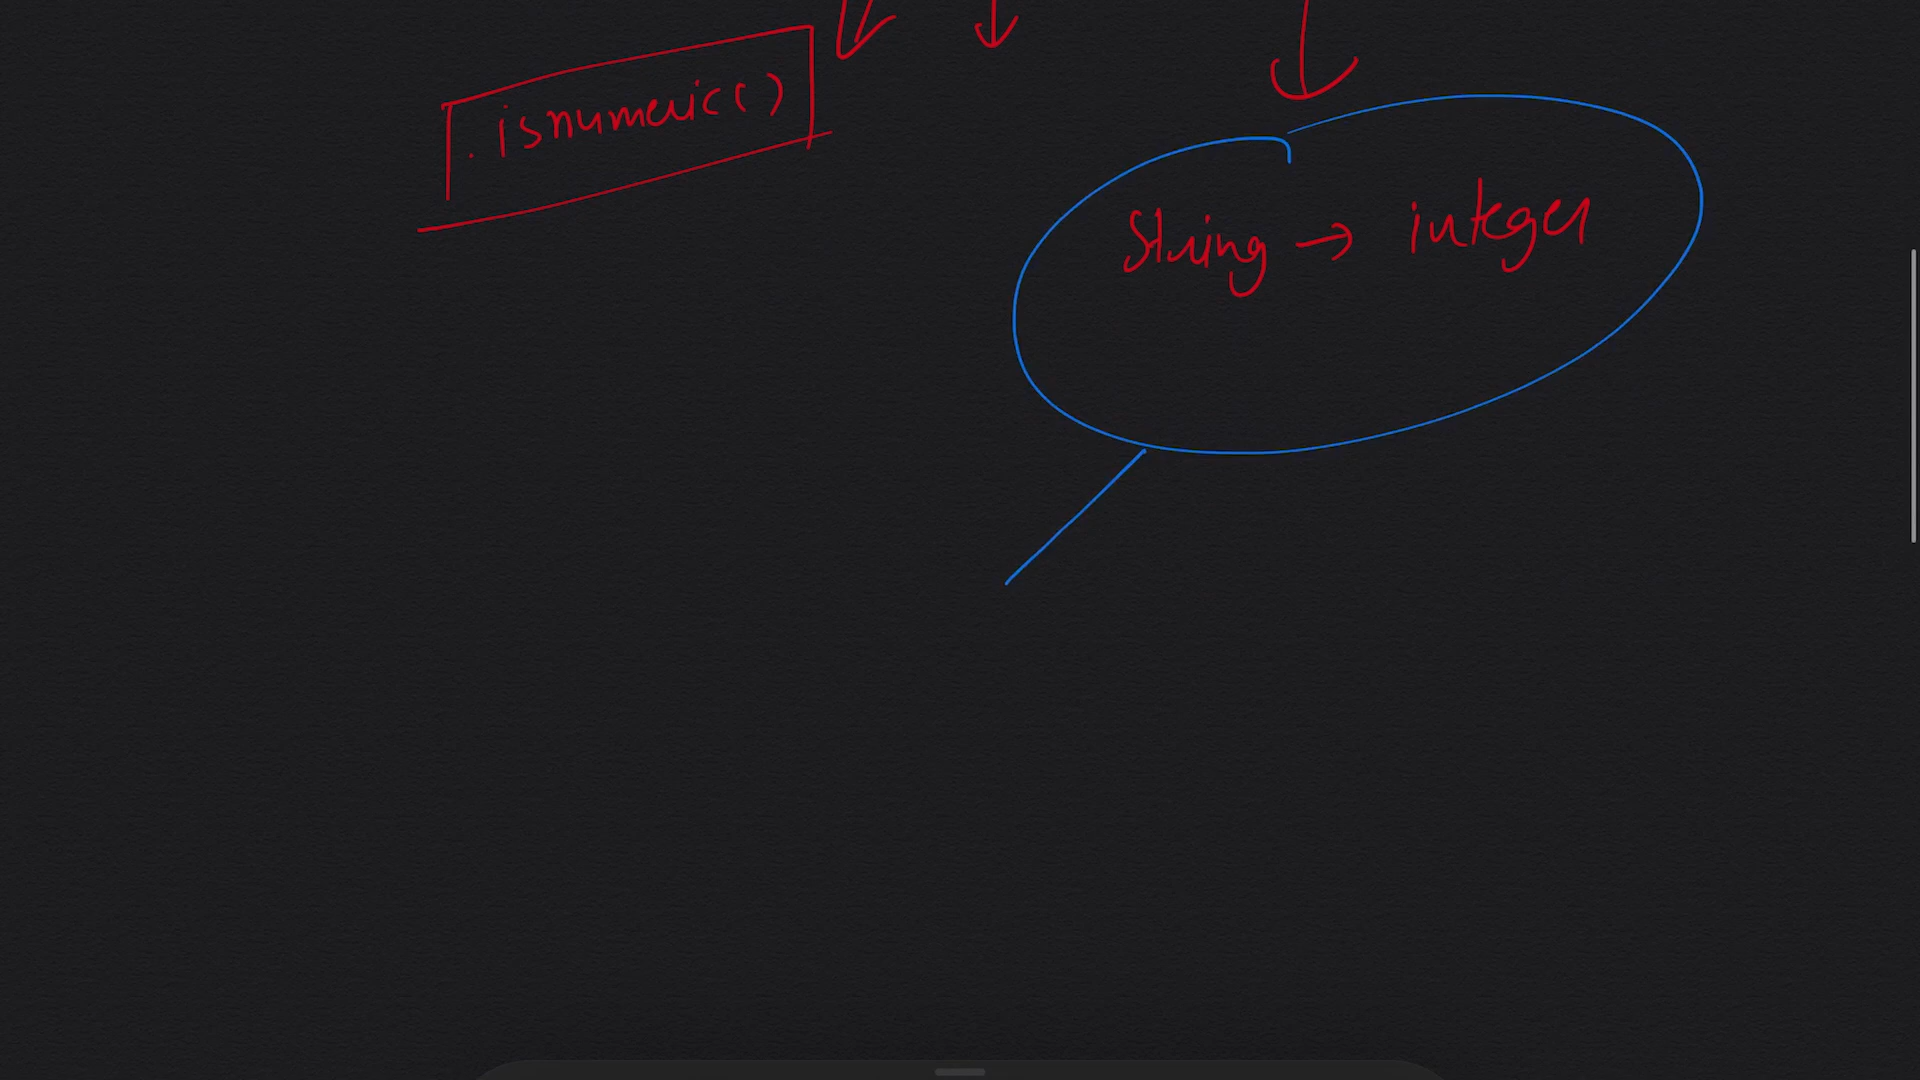 .isnumeric()
String → integer